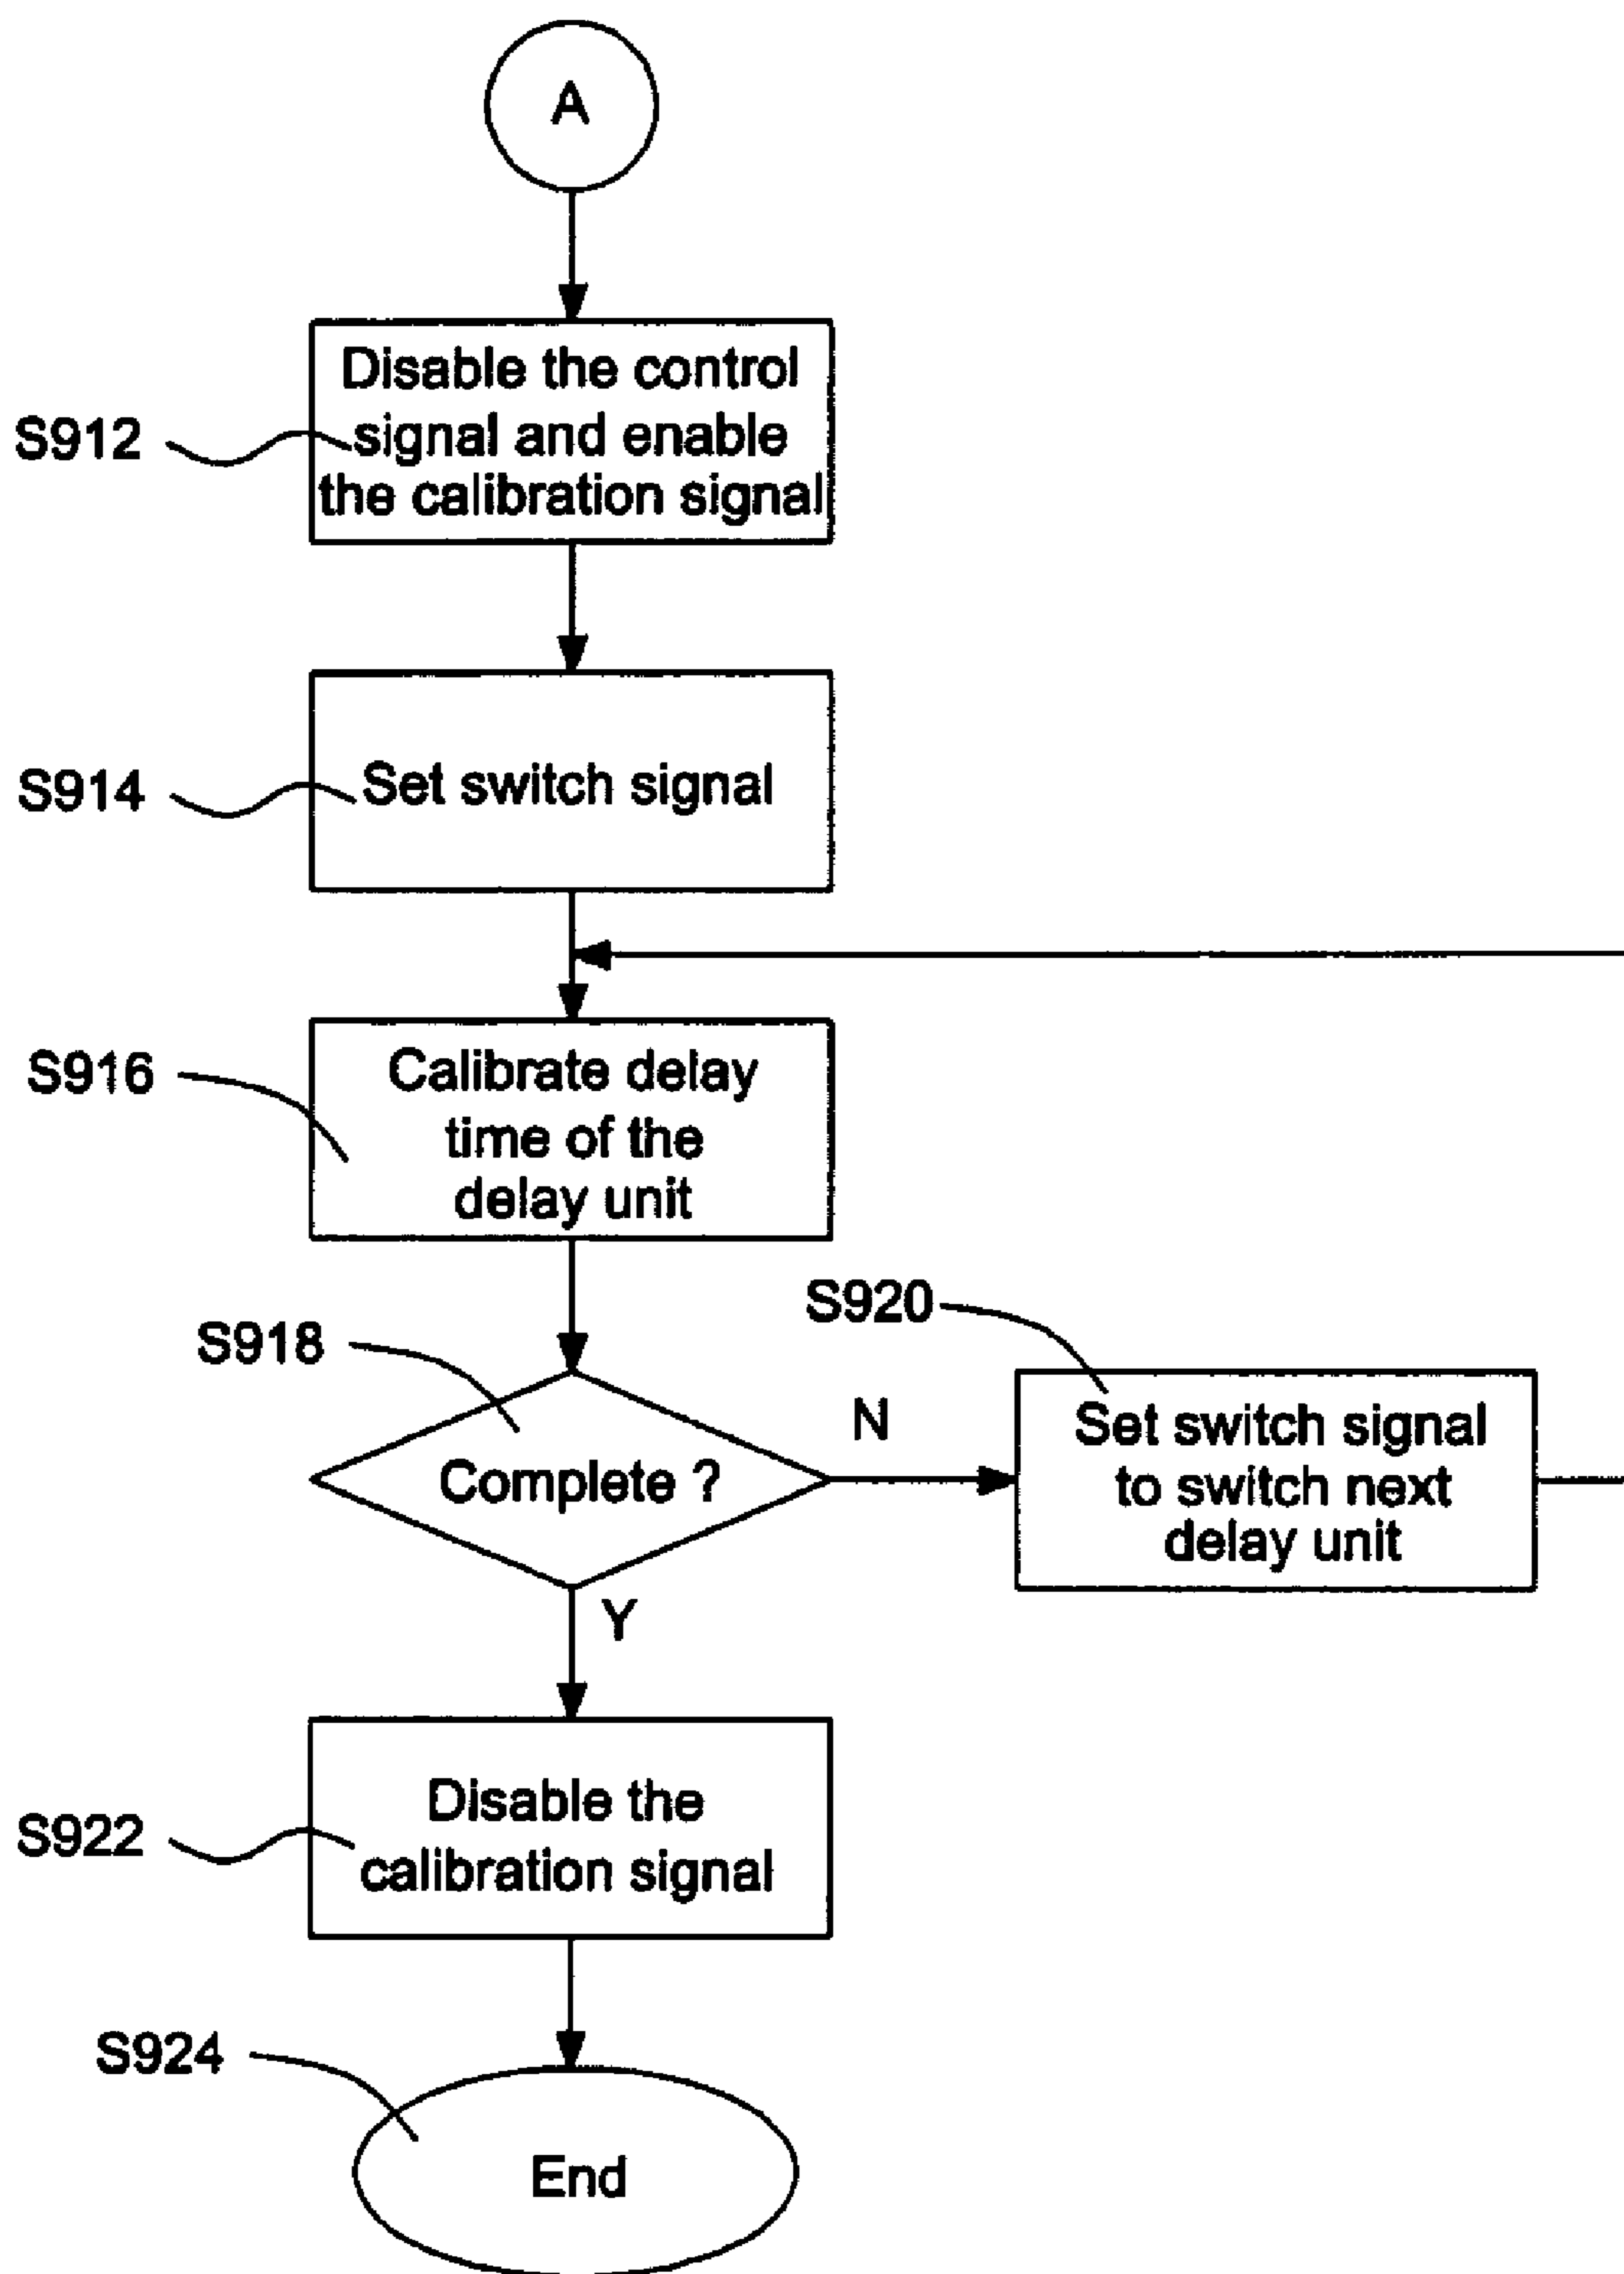 A
Disable the control
signal and enable
the calibration signal
S912
Set switch signal
S914
Calibrate delay
time of the
delay unit
S916
S918
Complete ?
N
Y
S920
Set switch signal
to switch next
delay unit
Disable the
calibration signal
S922
S924
End